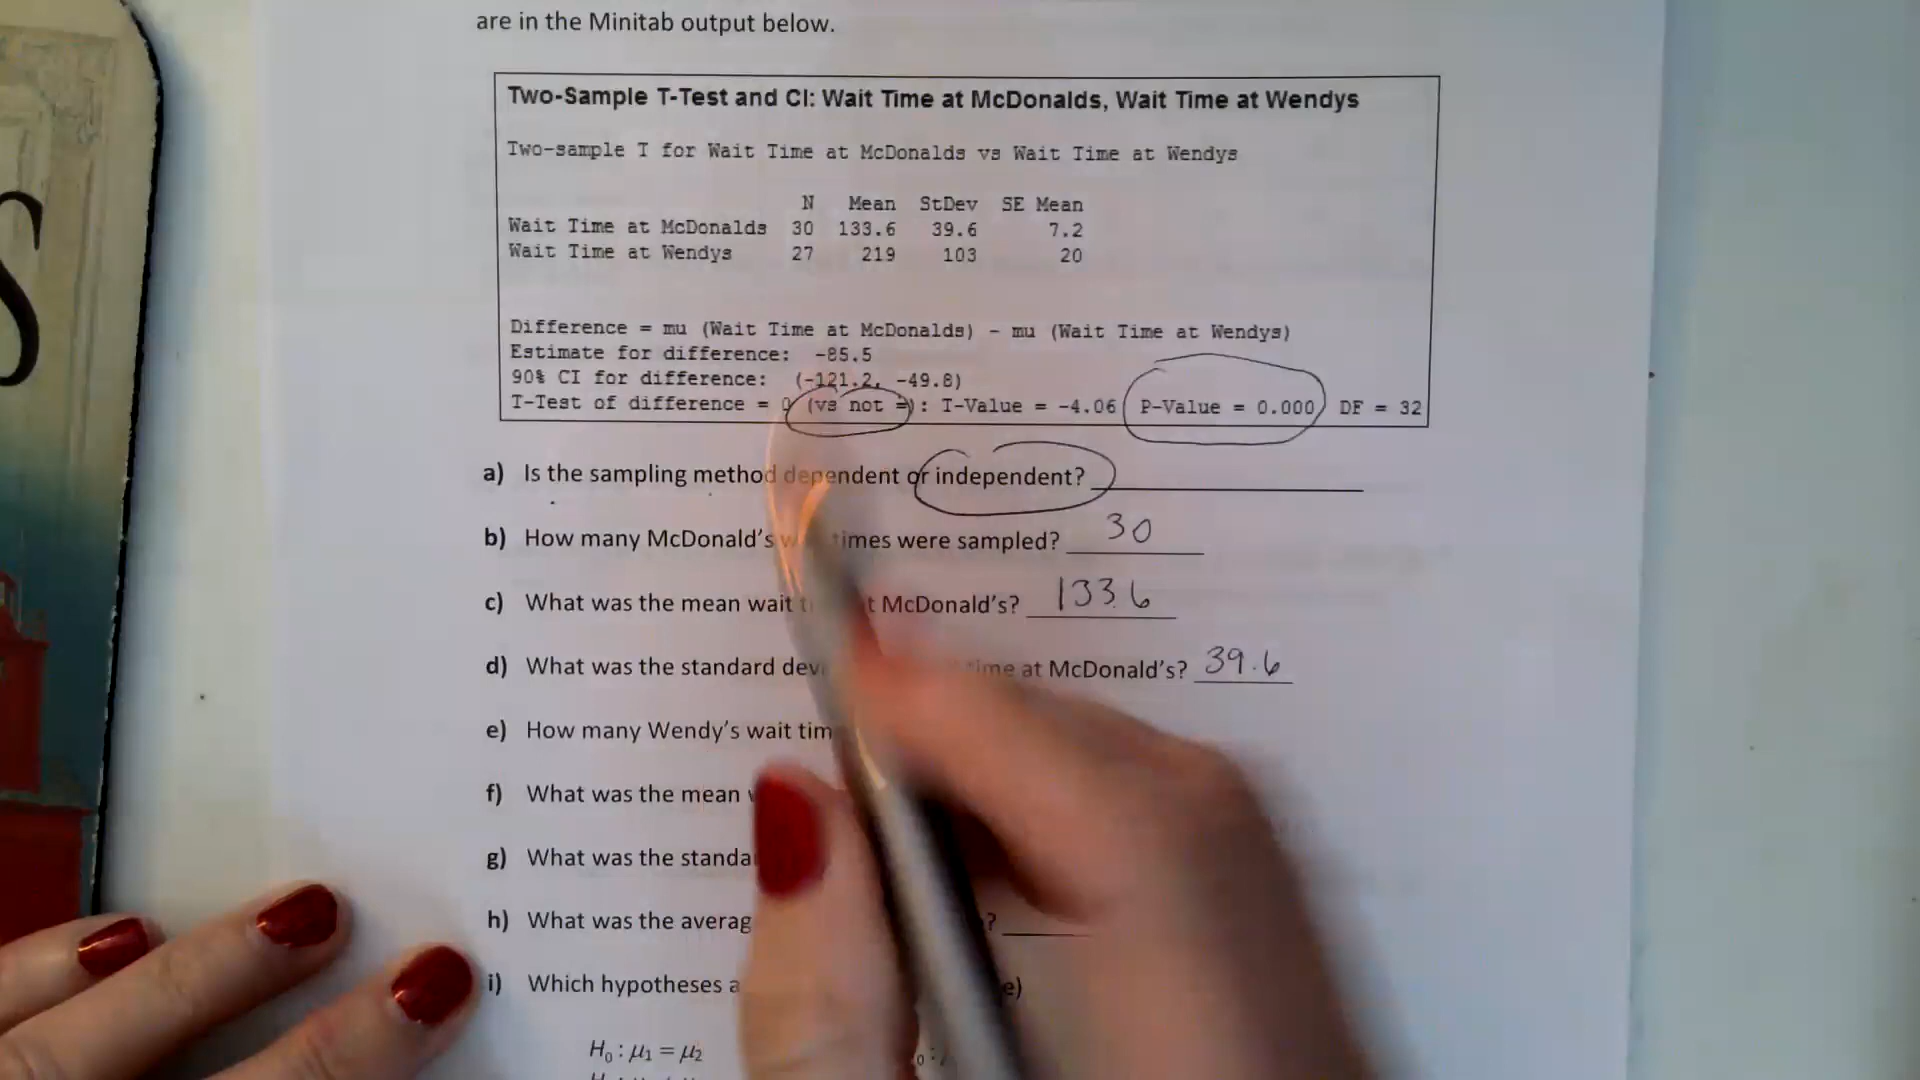 are in the Minitab output below.
Two-Sample T-Test and CI: Wait Time at McDonalds, Wait Time at Wendys
Two-sample T for Wait Time at McDonalds vs Wait Time at Wendys
N Mean StDev SE Mean
Wait Time at McDonalds 30 133.6 39.6 7.2
Wait Time at Wendys 27 219 103 20
Difference = mu (Wait Time at McDonalds) - mu (Wait Time at Wendys)
Estimate for difference: -85.5
90% CI for difference: (-121.2, -49.8)
T-Test of difference = 0 (vs not =): T-Value = -4.06 P-Value = 0.000 DF = 32
a) Is the sampling method dependent or independent?
b) How many McDonald's times were sampled? 30
c) What was the mean wait McDonald's? 133.6
d) What was the standard at McDonald's? 39.6
e) How many Wendy's wait
f) What was the mean
g) What was the
h) What was the ?
i) Which hypotheses
H₀ : μ₁ = μ₂